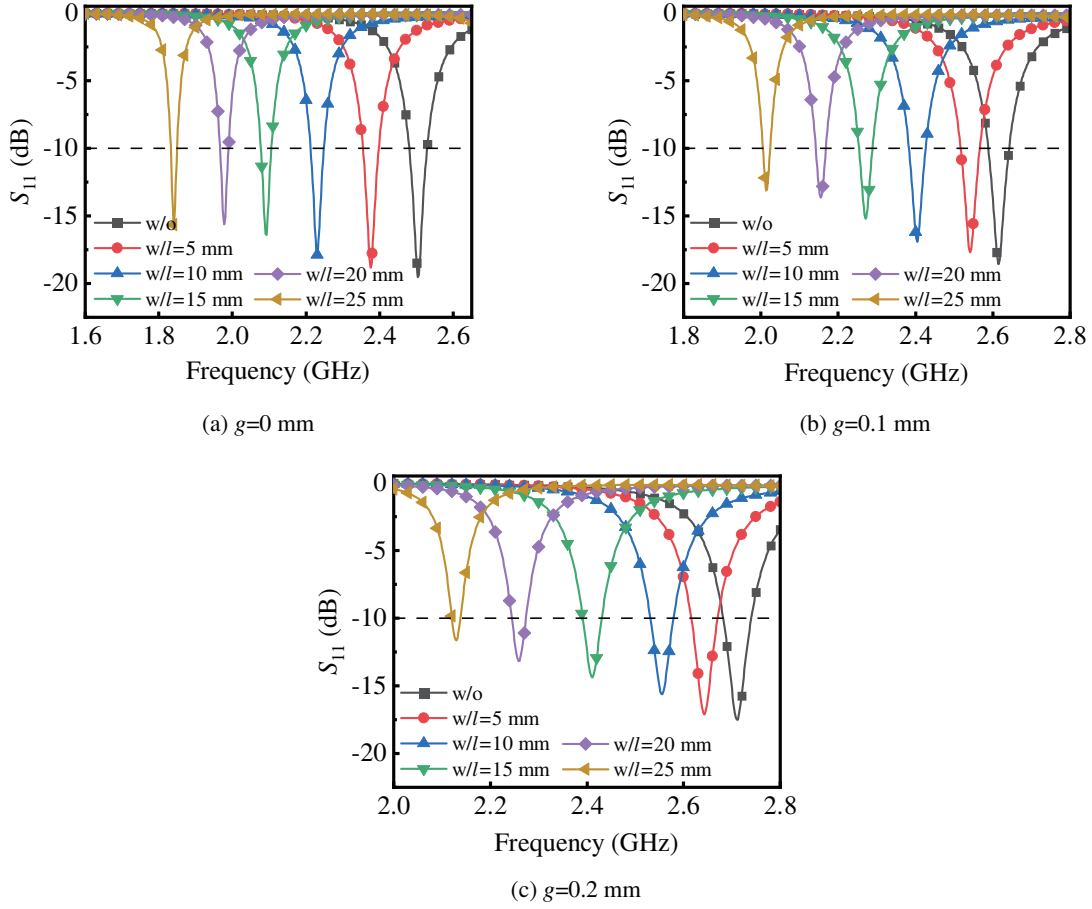 0
-5
-10
-15
-20
S11 (dB)
w/o
w/l=5 mm
w/l=10 mm
w/l=20 mm
w/l=15 mm
w/l=25 mm
1.6 1.8 2.0 2.2 2.4 2.6
Frequency (GHz)
(a) g=0 mm
0
-5
-10
-15
-20
S11 (dB)
w/o
w/l=5 mm
w/l=10 mm
w/l=20 mm
w/l=15 mm
w/l=25 mm
1.8 2.0 2.2 2.4 2.6 2.8
Frequency (GHz)
(b) g=0.1 mm
0
-5
-10
-15
-20
S11 (dB)
w/o
w/l=5 mm
w/l=10 mm
w/l=20 mm
w/l=15 mm
w/l=25 mm
2.0 2.2 2.4 2.6 2.8
Frequency (GHz)
(c) g=0.2 mm